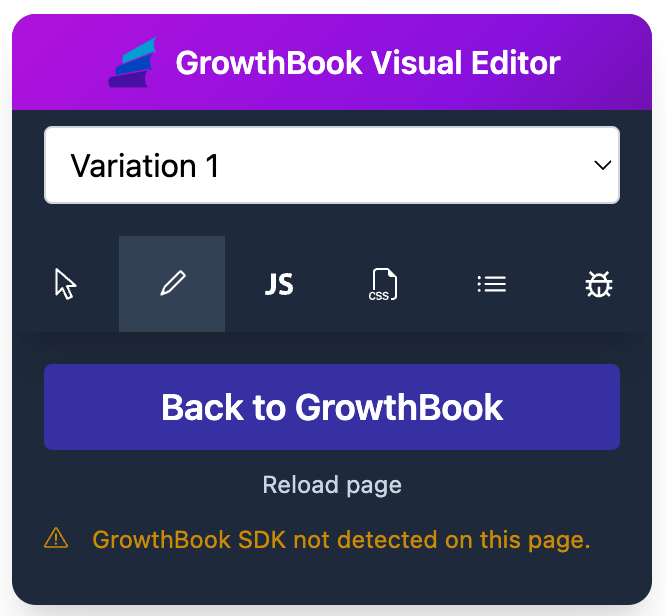 GrowthBook Visual Editor
Variation 1
JS
CSS
Back to GrowthBook
Reload page
GrowthBook SDK not detected on this page.